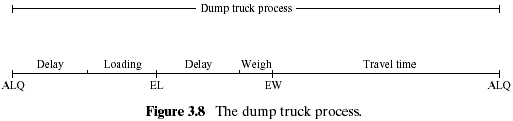 Dump truck process
Delay Loading Delay Weigh Travel time
ALQ EL EW ALQ
Figure 3.8 The dump truck process.